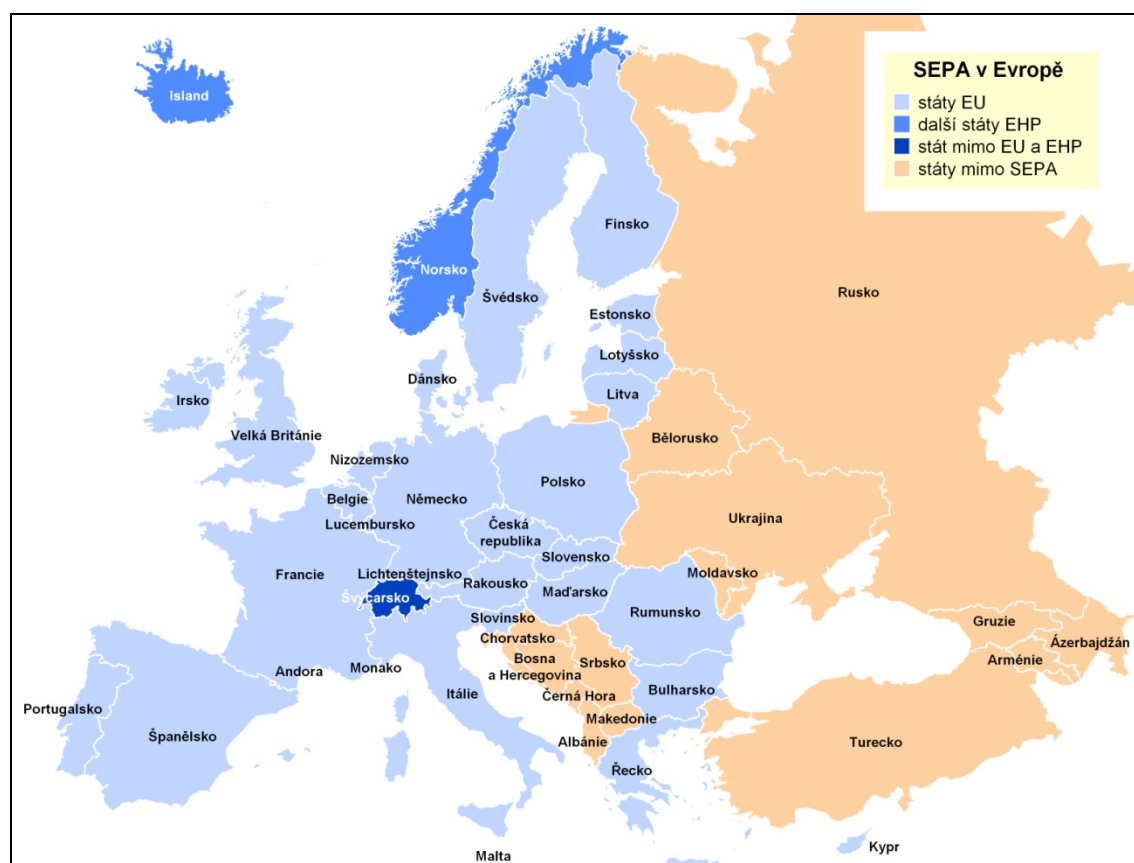 SEPA v Evropě
státy EU
další státy EHP
stát mimo EU a EHP
státy mimo SEPA
Island
Finsko
Norsko
Švédsko
Rusko
Estonsko
Lotyšsko
Dánsko
Litva
Irsko
Velká Británie
Bělorusko
Nizozemsko
Polsko
Belgie
Německo
Ukrajina
Lucembursko
Česká
republika
Slovensko
Francie
Lichtenštejnsko
Rakousko
Moldavsko
Švýcarsko
Maďarsko
Rumunsko
Slovinsko
Gruzie
Chorvatsko
Ázerbajdžán
Bosna
a Hercegovina
Srbsko
Arménie
Andora
Monako
Itálie
Černá Hora
Bulharsko
Portugalsko
Makedonie
Španělsko
Albánie
Turecko
Řecko
Kypr
Malta